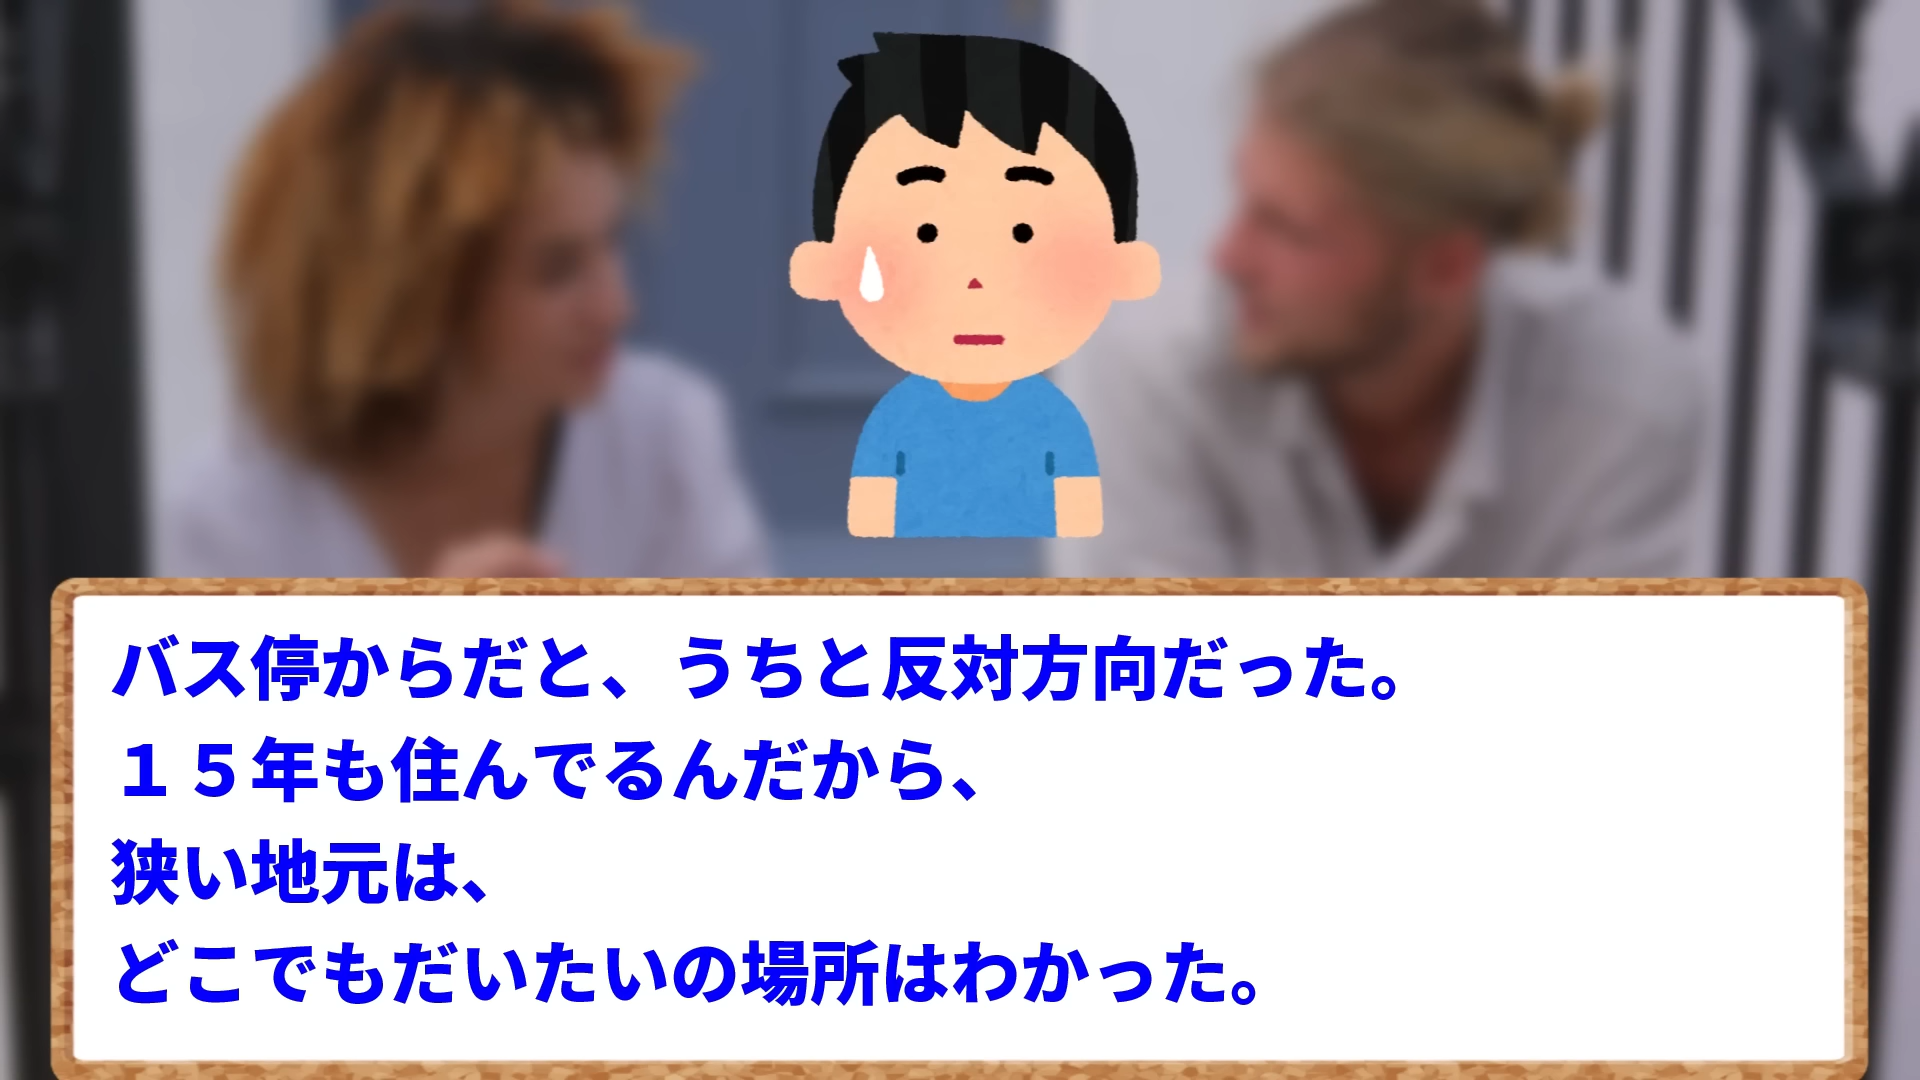 バス停からだと、うちと反対方向だった。
１５年も住んでるんだから、
狭い地元は、
どこでもだいたいの場所はわかった。